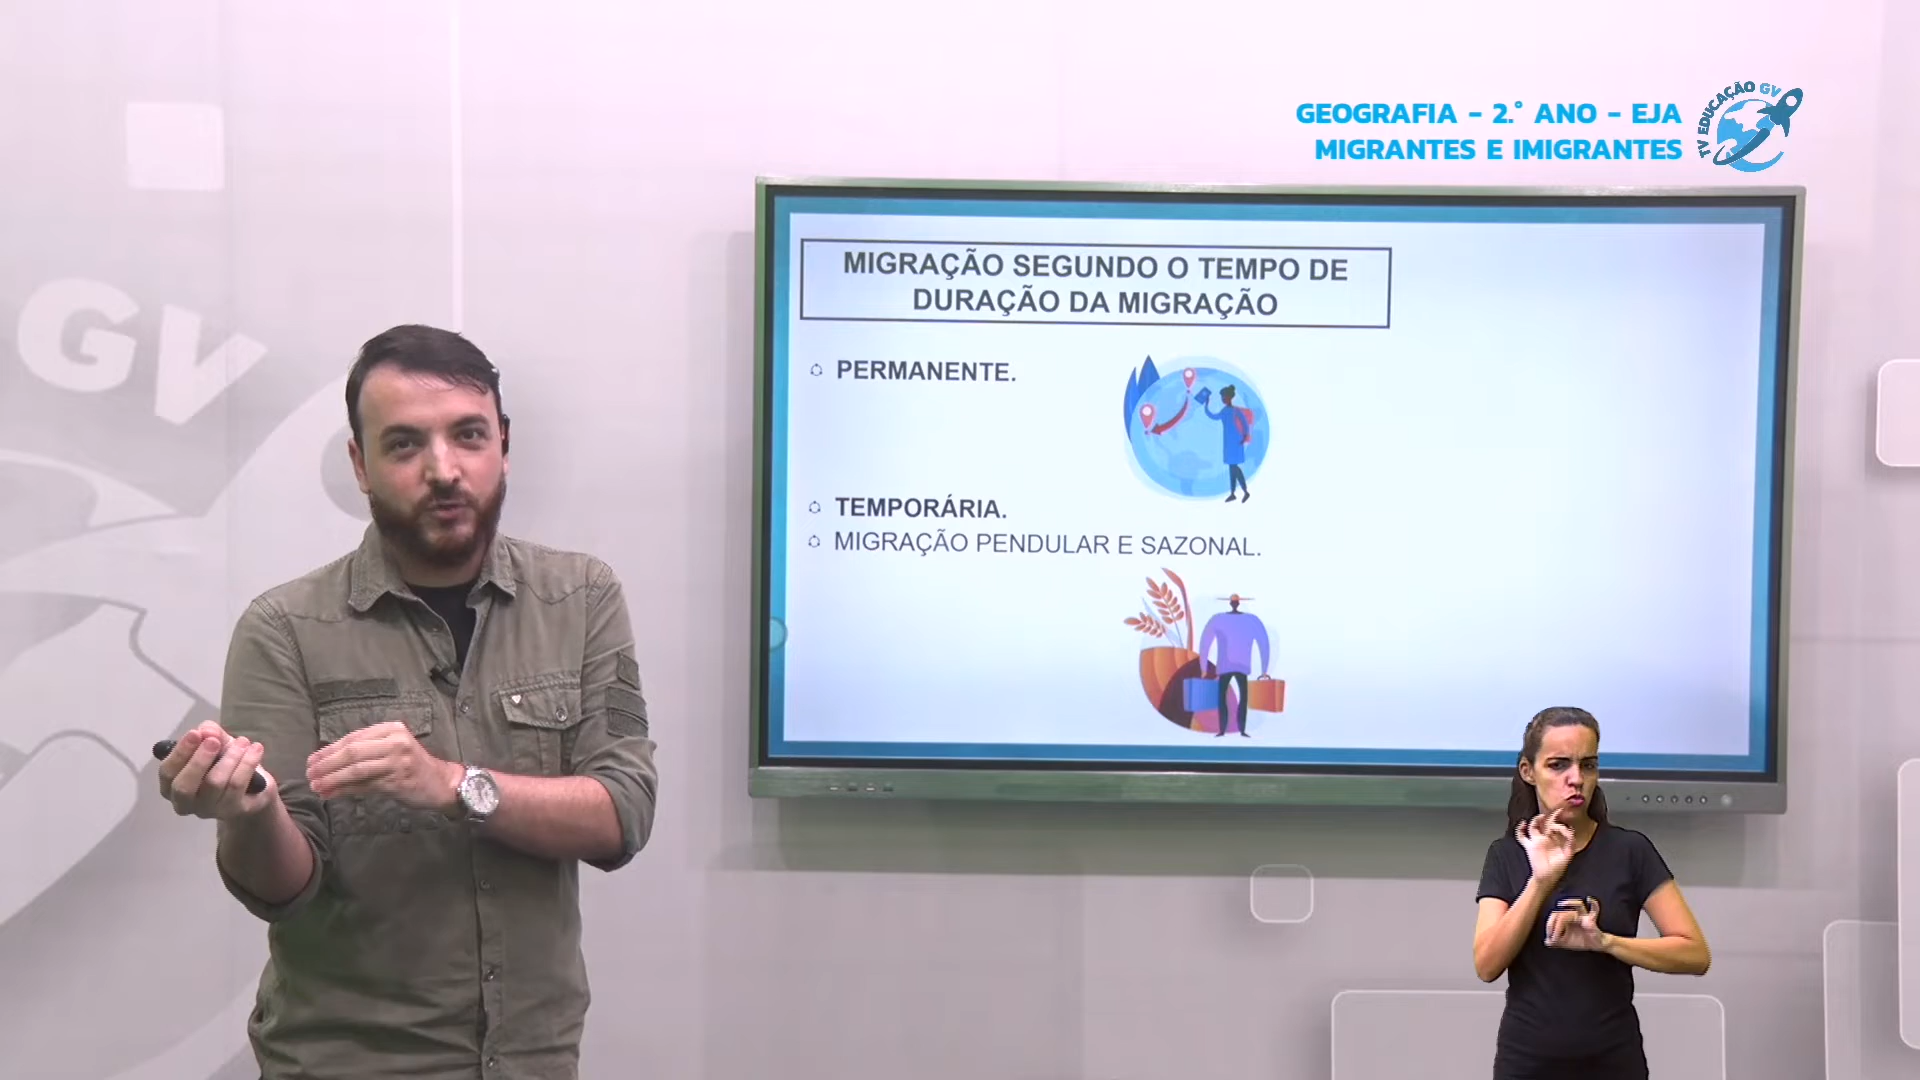 GEOGRAFIA - 2.° ANO - EJA
MIGRANTES E IMIGRANTES
TV EDUCAÇÃO GV
GV
MIGRAÇÃO SEGUNDO O TEMPO DE
DURAÇÃO DA MIGRAÇÃO
PERMANENTE.
TEMPORÁRIA.
MIGRAÇÃO PENDULAR E SAZONAL.